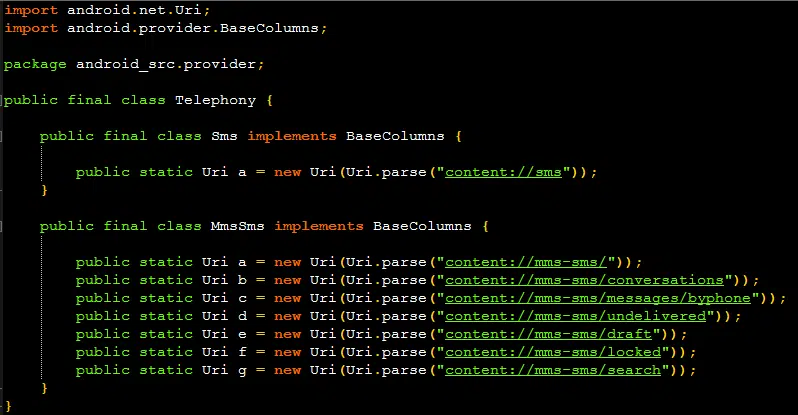 import android.net.Uri;
import android.provider.BaseColumns;
package android_src.provider;
public final class Telephony {
public final class Sms implements BaseColumns {
public static Uri a = new Uri(Uri.parse("content://sms"));
}
public final class MmsSms implements BaseColumns {
public static Uri a = new Uri(Uri.parse("content://mms-sms/"));
public static Uri b = new Uri(Uri.parse("content://mms-sms/conversations"));
public static Uri c = new Uri(Uri.parse("content://mms-sms/messages/byphone"));
public static Uri d = new Uri(Uri.parse("content://mms-sms/undelivered"));
public static Uri e = new Uri(Uri.parse("content://mms-sms/draft"));
public static Uri f = new Uri(Uri.parse("content://mms-sms/locked"));
public static Uri g = new Uri(Uri.parse("content://mms-sms/search"));
}
}